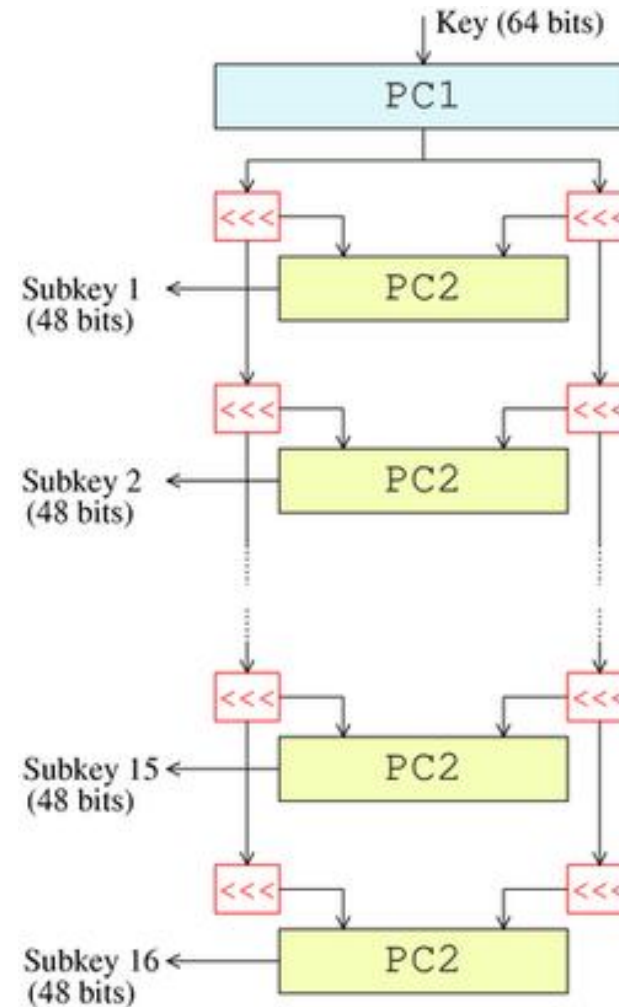 Key (64 bits)
PC1
<<<
<<<
PC2
Subkey 1
(48 bits)
<<<
<<<
PC2
Subkey 2
(48 bits)
<<<
<<<
PC2
Subkey 15
(48 bits)
<<<
<<<
PC2
Subkey 16
(48 bits)